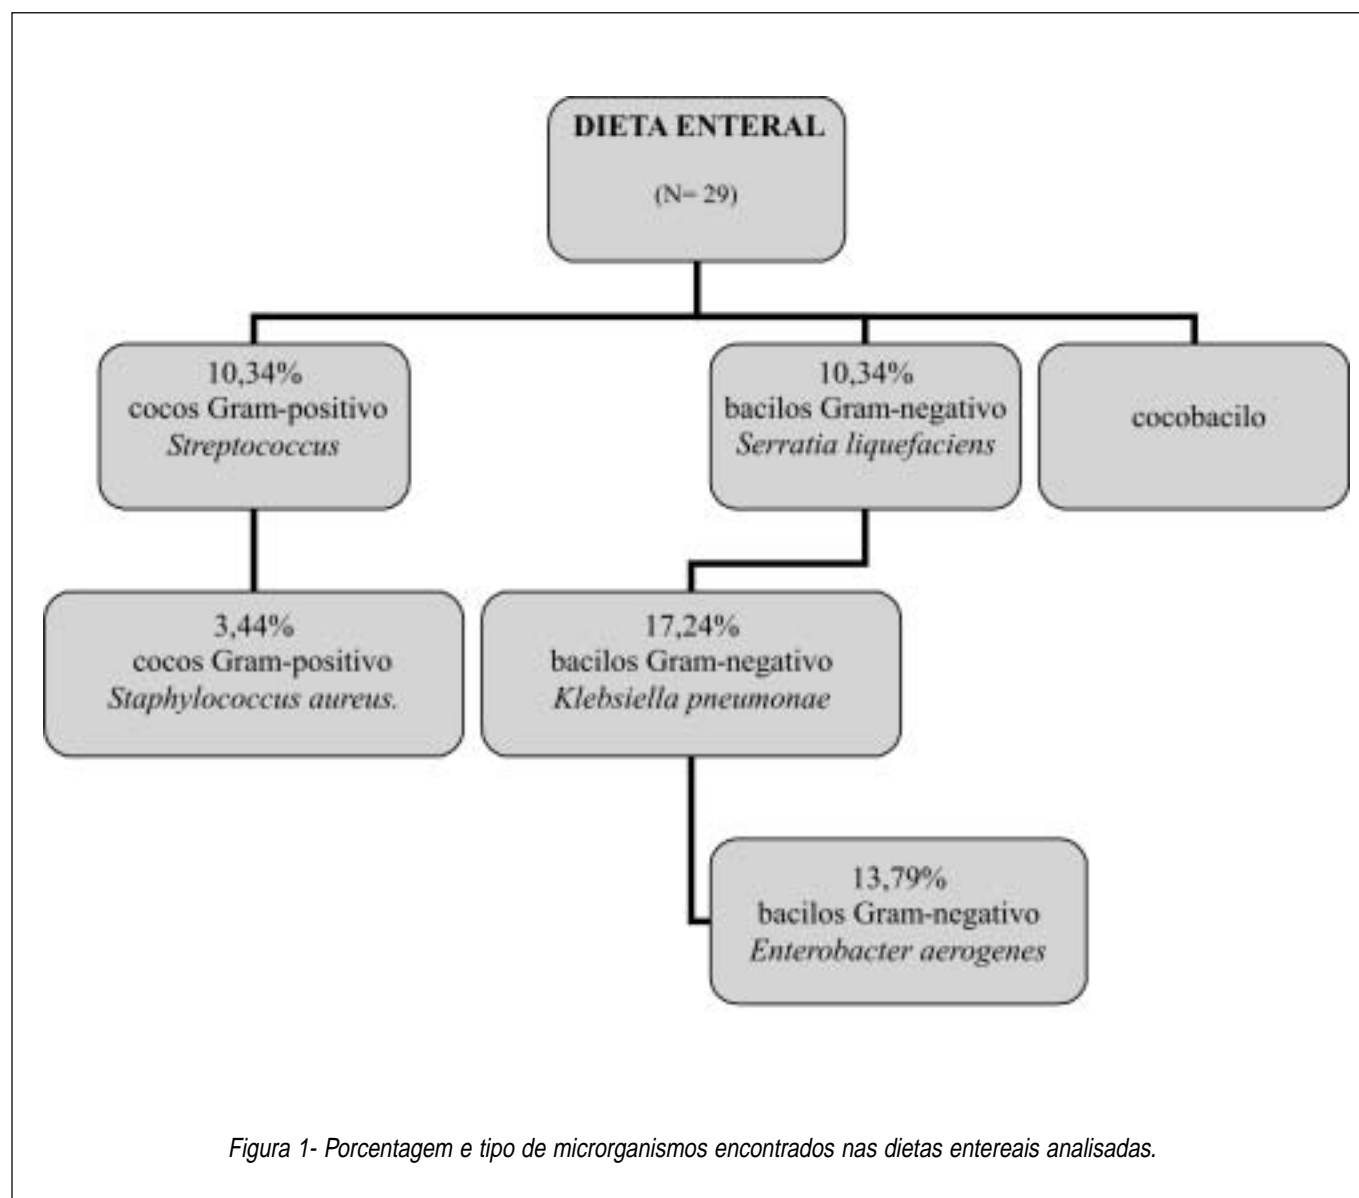 DIETA ENTERAL
(N= 29)
10,34%
cocos Gram-positivo
Streptococcus
10,34%
bacilos Gram-negativo
Serratia liquefaciens
cocobacilo
3,44%
cocos Gram-positivo
Staphylococcus aureus.
17,24%
bacilos Gram-negativo
Klebsiella pneumonae
13,79%
bacilos Gram-negativo
Enterobacter aerogenes
Figura 1- Porcentagem e tipo de microrganismos encontrados nas dietas entereais analisadas.